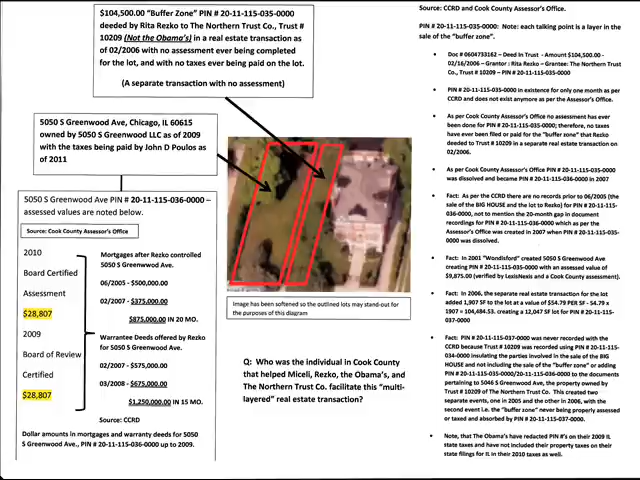 $104,500.00 "Buffer Zone" PIN # 20-11-115-035-0000
deeded by Rita Rezko to The Northern Trust Co., Trust #
10209 (Not the Obama's) in a real estate transaction as
of 02/2006 with no assessment ever being completed
for the lot, and with no taxes ever being paid on the lot.
(A separate transaction with no assessment)
5050 S Greenwood Ave, Chicago, IL 60615
owned by 5050 S Greenwood LLC as of 2009
with the taxes being paid by John D Poulos as
of 2011
5050 S Greenwood Ave PIN # 20-11-115-036-0000 –
assessed values are noted below.
Source: Cook County Assessor's Office
2010
Board Certified
Assessment
$28,807
2009
Board of Review
Certified
$28,807
Mortgages after Rezko controlled
5050 S Greenwood Ave.
06/2005 - $500,000.00
02/2007 - $375,000.00
$875,000.00 IN 20 MO.
Warrantee Deeds offered by Rezko
for 5050 S Greenwood Ave.
02/2007 - $575,000.00
03/2008 - $675,000.00
$1,250,000.00 IN 15 MO.
Source: CCRD
Dollar amounts in mortgages and warranty deeds for 5050
S Greenwood Ave., PIN # 20-11-115-036-0000 up to 2009.
Image has been softened so the outlined lots may stand-out for
the purposes of this diagram
Q: Who was the individual in Cook County
that helped Miceli, Rezko, the Obama's, and
The Northern Trust Co. facilitate this "multi-
layered" real estate transaction?
Source: CCRD and Cook County Assessor's Office.
PIN # 20-11-115-035-0000: Note: each talking point is a layer in the
sale of the "buffer zone".
• Doc # 0604733162 – Deed In Trust - Amount $104,500.00 -
02/16/2006 – Grantor : Rita Rezko – Grantee: The Northern Trust
Co., Trust # 10209 – PIN # 20-11-115-035-0000
• PIN # 20-11-115-035-0000 in existence for only one month as per
CCRD and does not exist anymore as per the Assessor's Office.
• As per Cook County Assessor's Office no assessment has ever
been done for PIN # 20-11-115-035-0000; therefore, no taxes
have ever been filed or paid for the "buffer zone" that Rezko
deeded to Trust # 10209 in a separate real estate transaction on
02/2006.
• As per Cook County Assessor's Office PIN # 20-11-115-035-0000
was dissolved and became PIN # 20-11-115-036-0000 in 2007
• Fact: As per the CCRD there are no records prior to 06/2005 (the
sale of the BIG HOUSE and the lot to Rezko) for PIN # 20-11-115-
036-0000, not to mention the 20-month gap in document
recordings for PIN # 20-11-115-036-0000 which as per the
Assessor's Office was created in 2007 when PIN # 20-11-115-035-
0000 was dissolved.
• Fact: In 2001 "Wondisford" created 5050 S Greenwood Ave
creating PIN # 20-11-115-035-0000 with an assessed value of
$9,875.00 (verified by LexisNexis and Cook County assessment).
• Fact: In 2006, the separate real estate transaction for the lot
added 1,907 SF to the lot at a value of $54.79 PER SF - 54.79 x
1907 = 104,484.53. creating a 12,047 SF lot for PIN # 20-11-115-
037-0000
• Fact: PIN # 20-11-115-037-0000 was never recorded with the
CCRD because Trust # 10209 was recorded using PIN # 20-11-115-
034-0000 insulating the parties involved in the sale of the BIG
HOUSE and not including the sale of the "buffer zone" or adding
PIN # 20-11-115-035-0000/20-11-115-036-0000 to the documents
pertaining to 5046 S Greenwood Ave, the property owned by
Trust # 10209 of The Northern Trust Co. This created two
separate events, one in 2005 and the other in 2006, with the
second event i.e. the "buffer zone" never being properly assessed
or taxed and absorbed by PIN # 20-11-115-037-0000.
• Note, that The Obama's have redacted PIN #'s on their 2009 IL
state taxes and have not included their property taxes on their
state filings for IL in their 2010 taxes as well.